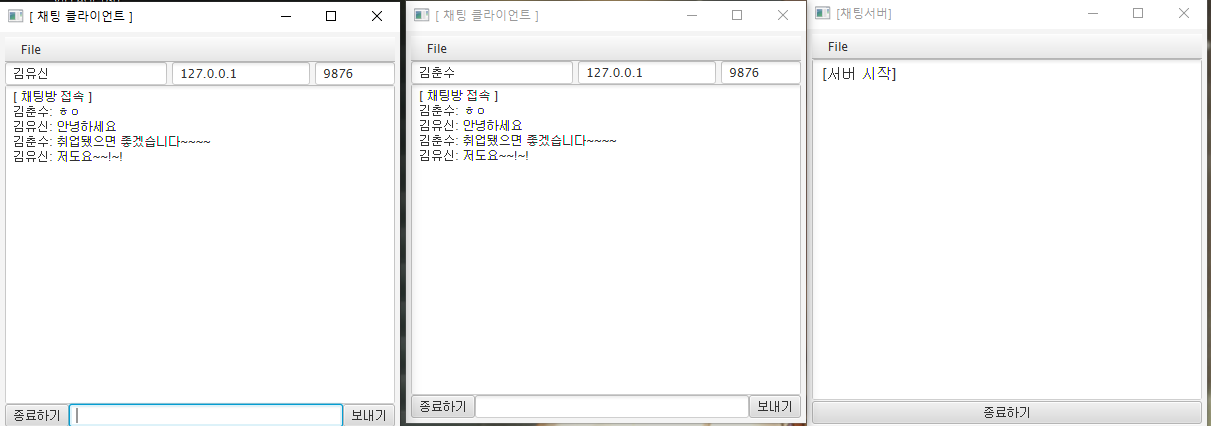 [ 채팅 클라이언트 ]
File
김유신 127.0.0.1 9876
[ 채팅방 접속 ]
김춘수: ㅎㅇ
김유신: 안녕하세요
김춘수: 취업됐으면 좋겠습니다~~~~
김유신: 저도요~~!~!
종료하기 보내기
[ 채팅 클라이언트 ]
File
김춘수 127.0.0.1 9876
[ 채팅방 접속 ]
김춘수: ㅎㅇ
김유신: 안녕하세요
김춘수: 취업됐으면 좋겠습니다~~~~
김유신: 저도요~~!~!
종료하기 보내기
[채팅서버]
File
[서버 시작]
종료하기